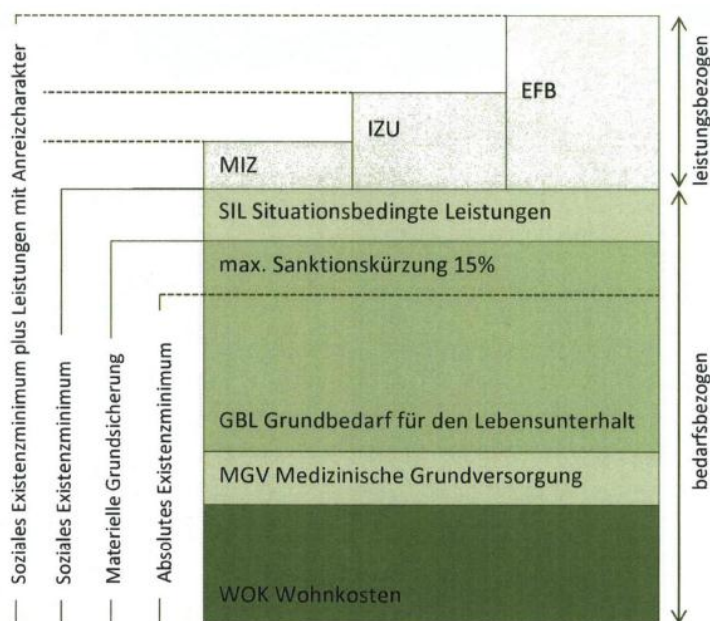 EFB
IZU
MIZ
SIL Situationsbedingte Leistungen
max. Sanktionskürzung 15%
GBL Grundbedarf für den Lebensunterhalt
MGV Medizinische Grundversorgung
WOK Wohnkosten
Soziales Existenzminimum plus Leistungen mit Anreizcharakter
Soziales Existenzminimum
Materielle Grundsicherung
Absolutes Existenzminimum
leistungsbezogen
bedarfsbezogen